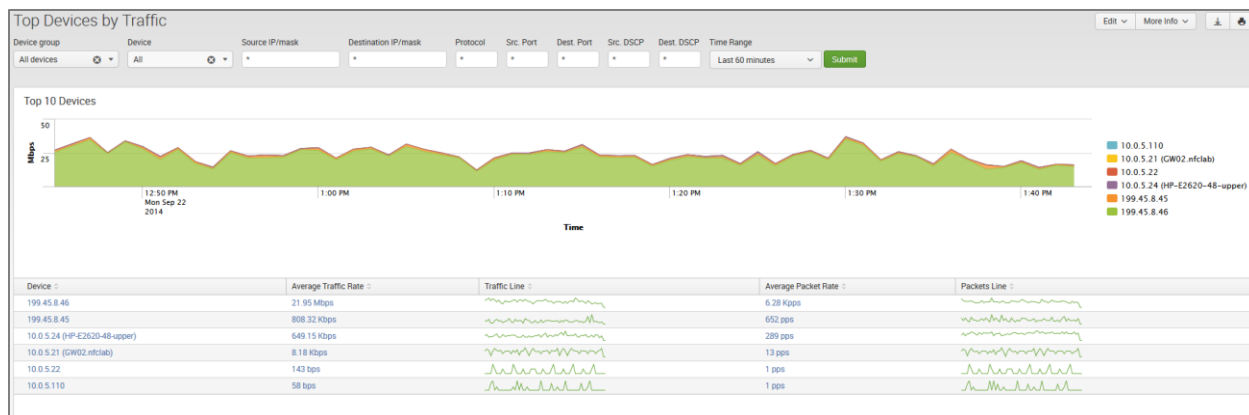 Top Devices by Traffic
Edit
More Info
Device group
Device
Source IP/mask
Destination IP/mask
Protocol
Src. Port
Dest. Port
Src. DSCP
Dest. DSCP
Time Range
All devices
All
*
*
*
*
*
*
*
Last 60 minutes
Submit
Top 10 Devices
50
25
Mbps
12:50 PM
Mon Sep 22
2014
1:00 PM
1:10 PM
1:20 PM
1:30 PM
1:40 PM
Time
10.0.5.110
10.0.5.21 (GW02.nfclab)
10.0.5.22
10.0.5.24 (HP-E2620-48-upper)
199.45.8.45
199.45.8.46
Device Average Traffic Rate Traffic Line Average Packet Rate Packets Line
199.45.8.46 21.95 Mbps 6.28 Kpps
199.45.8.45 808.32 Kbps 652 pps
10.0.5.24 (HP-E2620-48-upper) 649.15 Kbps 289 pps
10.0.5.21 (GW02.nfclab) 8.18 Kbps 13 pps
10.0.5.22 143 bps 1 pps
10.0.5.110 58 bps 1 pps